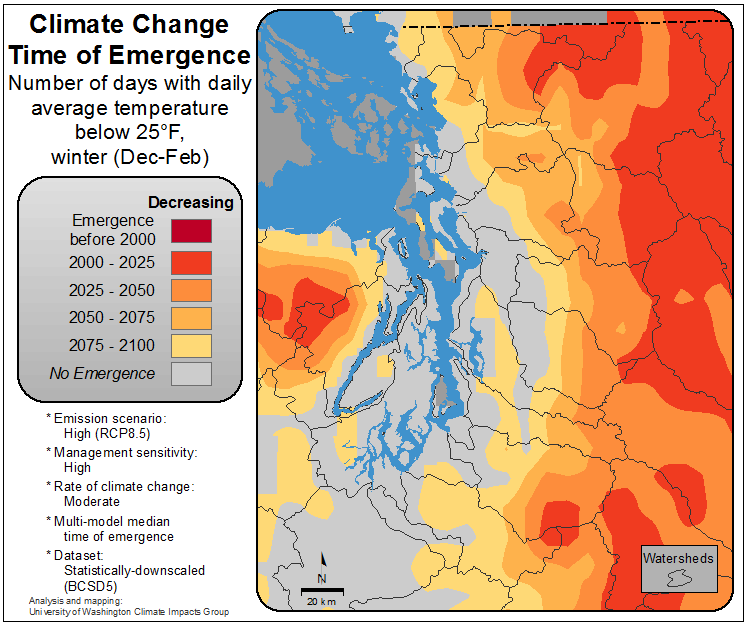 Climate Change
Time of Emergence
Number of days with daily
average temperature
below 25°F,
winter (Dec-Feb)
Decreasing
Emergence
before 2000
2000 - 2025
2025 - 2050
2050 - 2075
2075 - 2100
No Emergence
* Emission scenario:
High (RCP8.5)
* Management sensitivity:
High
* Rate of climate change:
Moderate
* Multi-model median
time of emergence
* Dataset:
Statistically-downscaled
(BCSD5)
Analysis and mapping:
University of Washington Climate Impacts Group
N
20 km
Watersheds